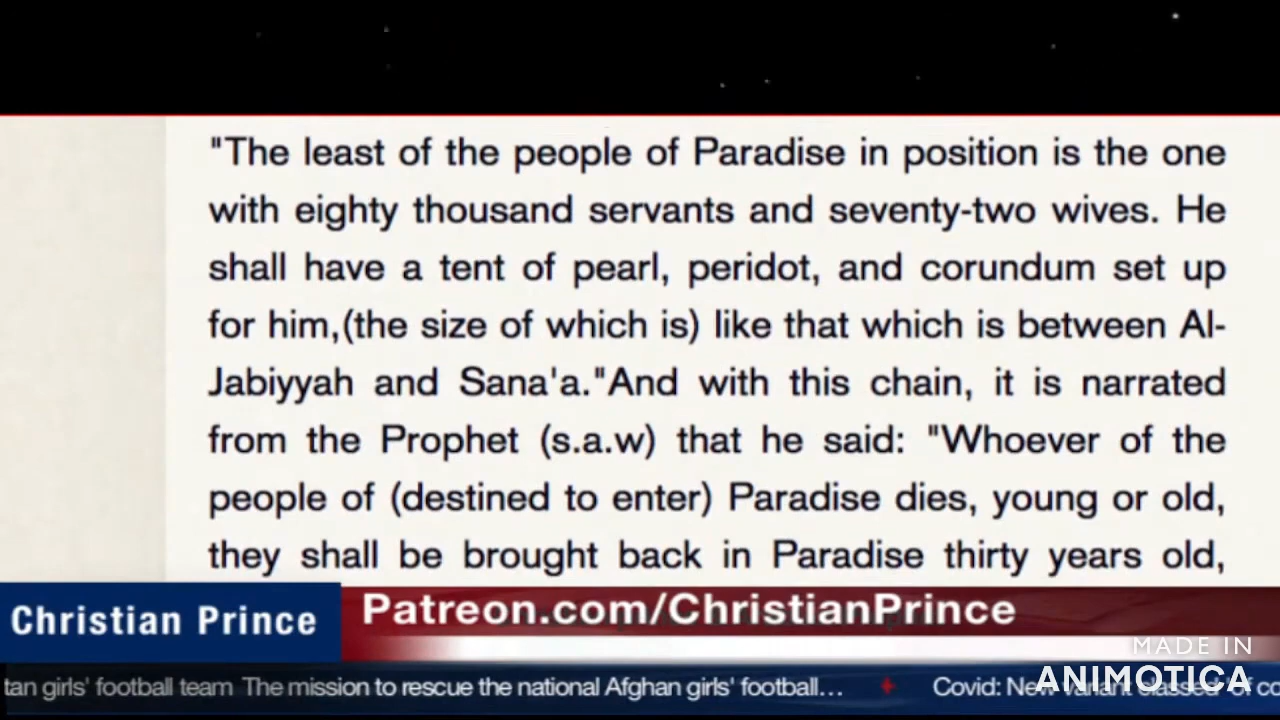 "The least of the people of Paradise in position is the one
with eighty thousand servants and seventy-two wives. He
shall have a tent of pearl, peridot, and corundum set up
for him,(the size of which is) like that which is between Al-
Jabiyyah and Sana'a."And with this chain, it is narrated
from the Prophet (s.a.w) that he said: "Whoever of the
people of (destined to enter) Paradise dies, young or old,
they shall be brought back in Paradise thirty years old,
Christian Prince
Patreon.com/ChristianPrince
MADE IN
ANIMOTICA
tan girls' football team The mission to rescue the national Afghan girls' football... Covid: New variant classed 'of co